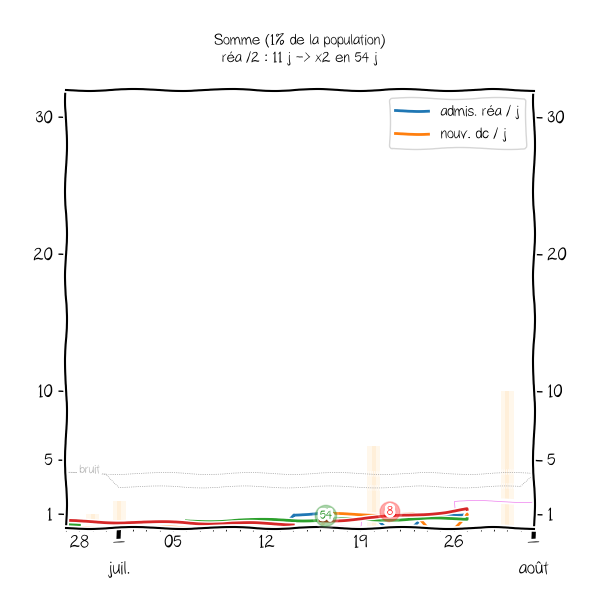 Somme (1% de la population)
réa /2 : 11 j -> x2 en 54 j
admis. réa / j
nouv. dc / j
30
30
20
20
10
10
5
5
bruit
1
1
54
8
28
05
12
19
26
juil.
août